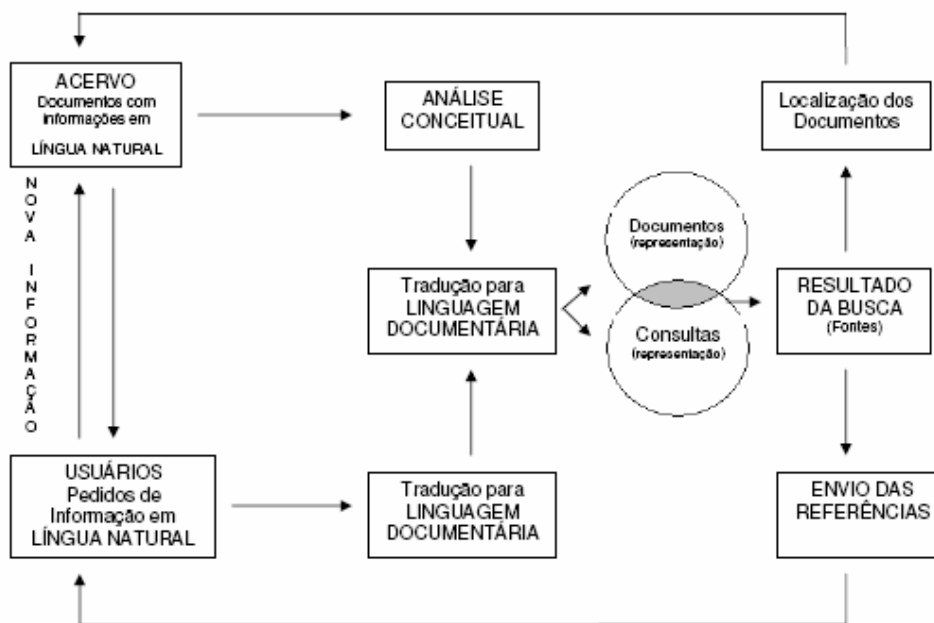 ACERVO
Documentos com
informações em
LÍNGUA NATURAL
ANÁLISE
CONCEITUAL
Localização dos
Documentos
NOVA INFORMAÇÃO
Documentos
(representação)
Tradução para
LINGUAGEM
DOCUMENTÁRIA
Consultas
(representação)
RESULTADO
DA BUSCA
(Fontes)
USUÁRIOS
Pedidos de
Informação em
LÍNGUA NATURAL
Tradução para
LINGUAGEM
DOCUMENTÁRIA
ENVIO DAS
REFERÊNCIAS